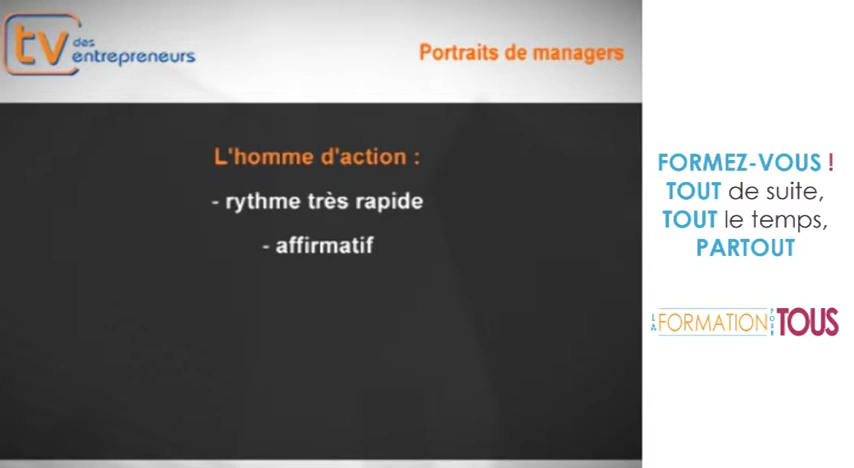 tv des
entrepreneurs
Portraits de managers
L'homme d'action :
- rythme très rapide
- affirmatif
FORMEZ-VOUS !
TOUT de suite,
TOUT le temps,
PARTOUT
LA FORMATION POUR TOUS